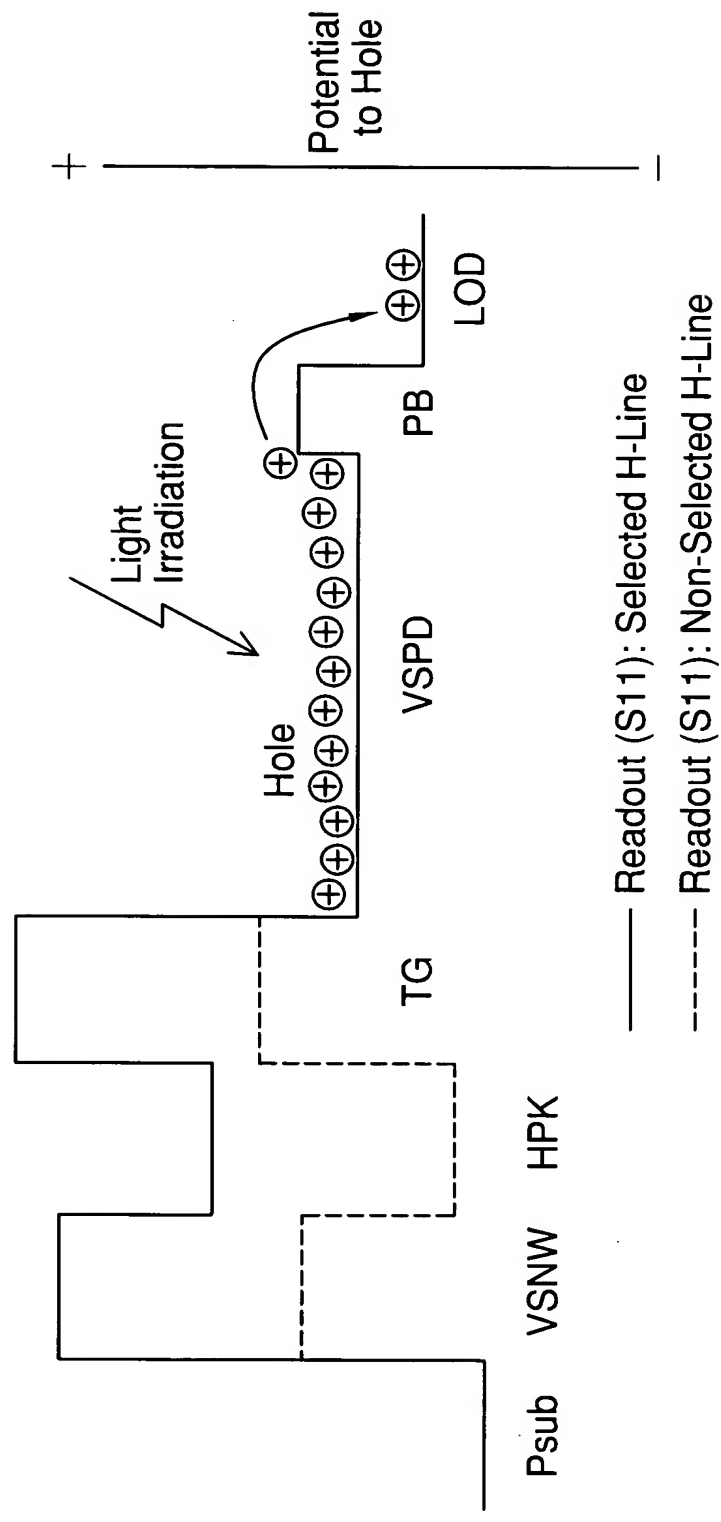 +
Potential
to Hole
−
Light
Irradiation
Hole
Psub
VSNW
HPK
TG
VSPD
PB
LOD
Readout (S11): Selected H-Line
Readout (S11): Non-Selected H-Line